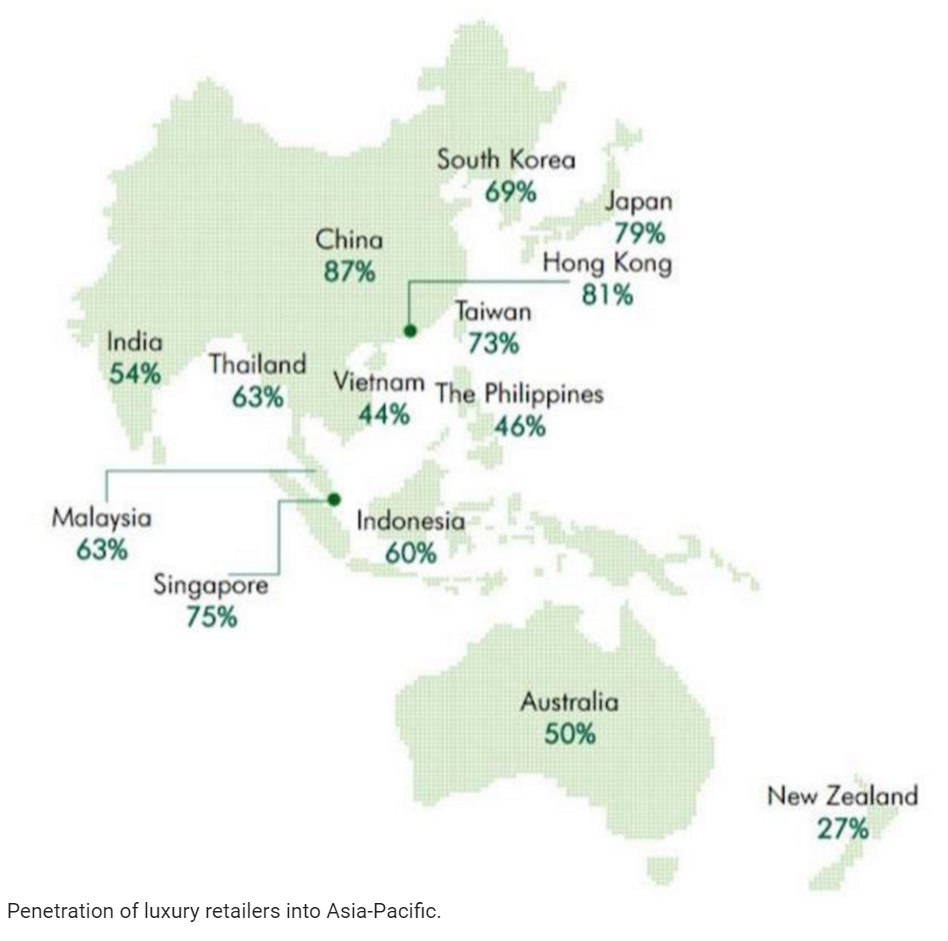 South Korea
69%
Japan
79%
China
87%
Hong Kong
81%
Taiwan
73%
India
54%
Thailand
63%
Vietnam
44%
The Philippines
46%
Malaysia
63%
Indonesia
60%
Singapore
75%
Australia
50%
New Zealand
27%
Penetration of luxury retailers into Asia-Pacific.